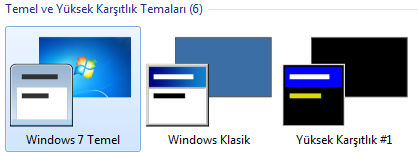 Temel ve Yüksek Karşıtlık Temaları (6)
Windows 7 Temel
Windows Klasik
Yüksek Karşıtlık #1